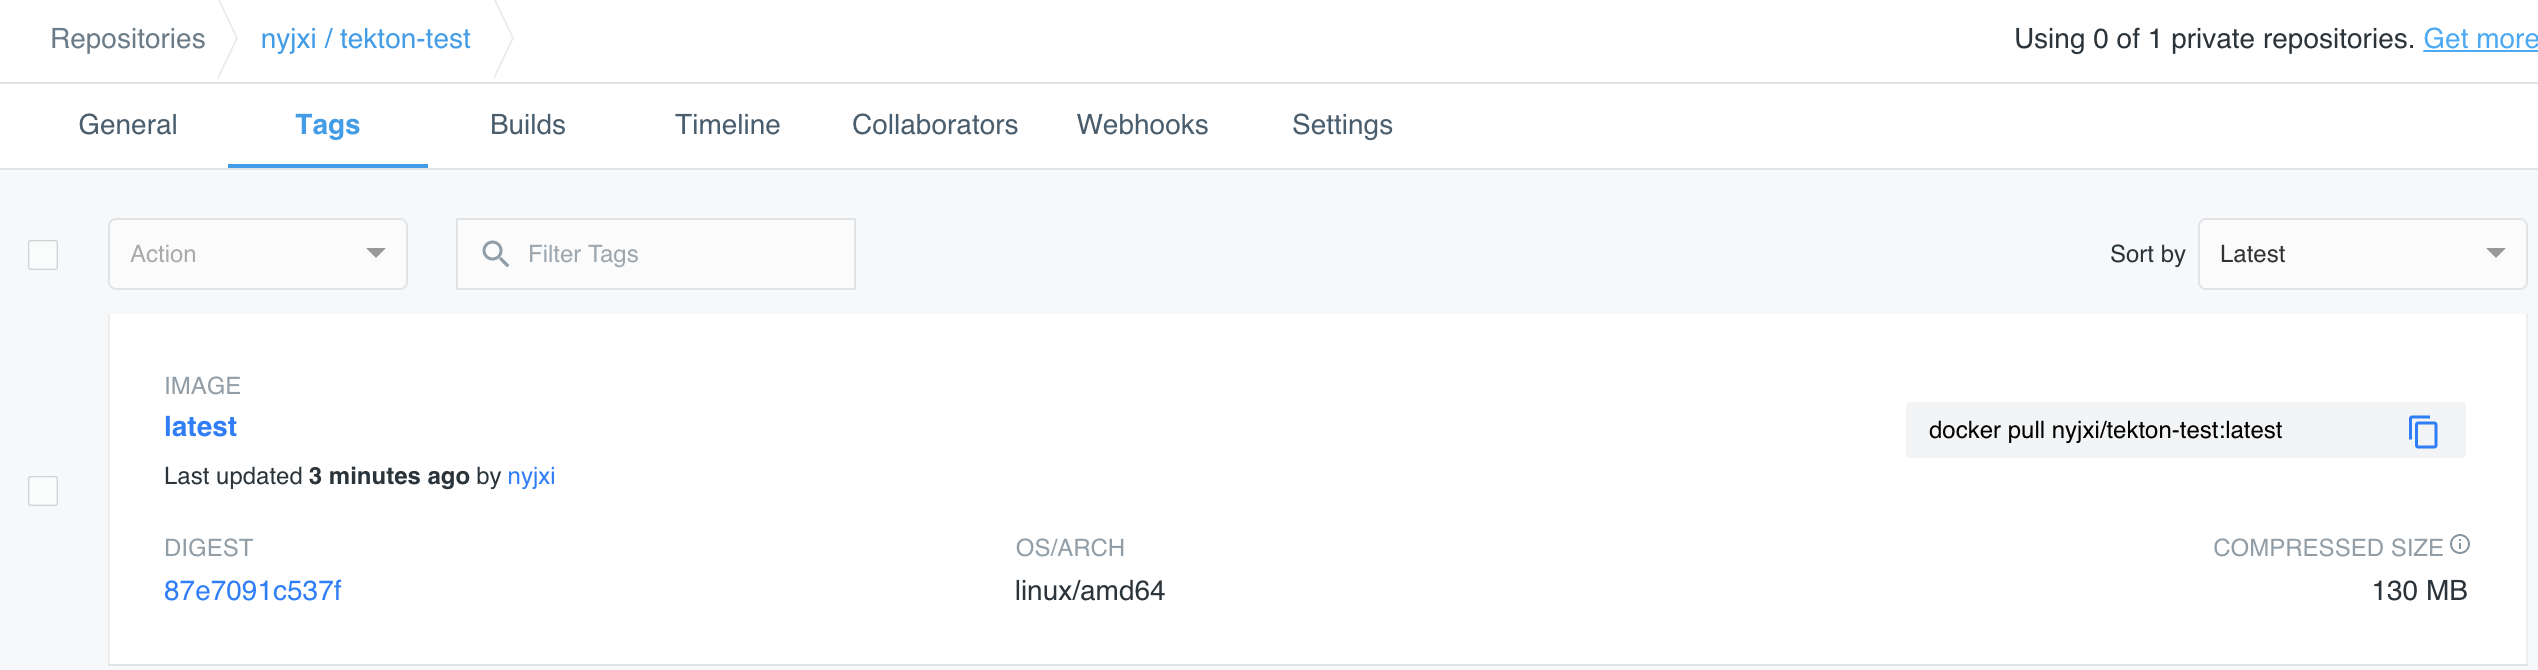 Repositories nyjxi / tekton-test Using 0 of 1 private repositories. Get more
General Tags Builds Timeline Collaborators Webhooks Settings
Action Filter Tags Sort by Latest
IMAGE
latest
docker pull nyjxi/tekton-test:latest
Last updated 3 minutes ago by nyjxi
DIGEST OS/ARCH COMPRESSED SIZE
87e7091c537f linux/amd64 130 MB